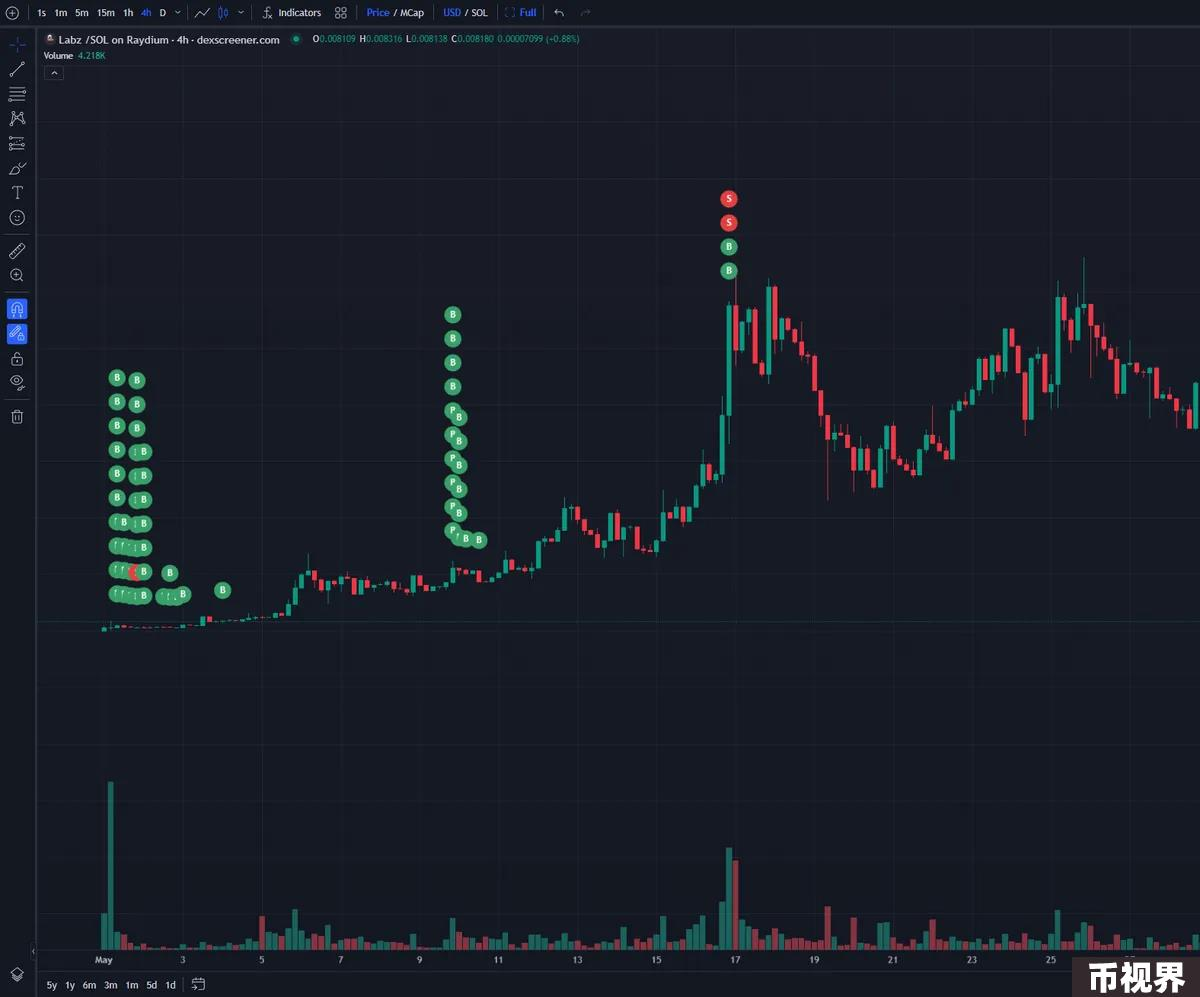 1s 1m 5m 15m 1h 4h D Indicators Price / MCap USD / SOL Full
Labz /SOL on Raydium · 4h · dexscreener.com O0.008109 H0.008316 L0.008138 C0.008180 0.00007099 (+0.88%)
Volume 4.218K
S
S
B
B
B
B
B
B
B B
B B
B B
B B
B B
B B
B B
B
B B B
B B
B B B
May 3 5 7 9 11 13 15 17 19 21 23 25
5y 1y 6m 3m 1m 5d 1d
币视界